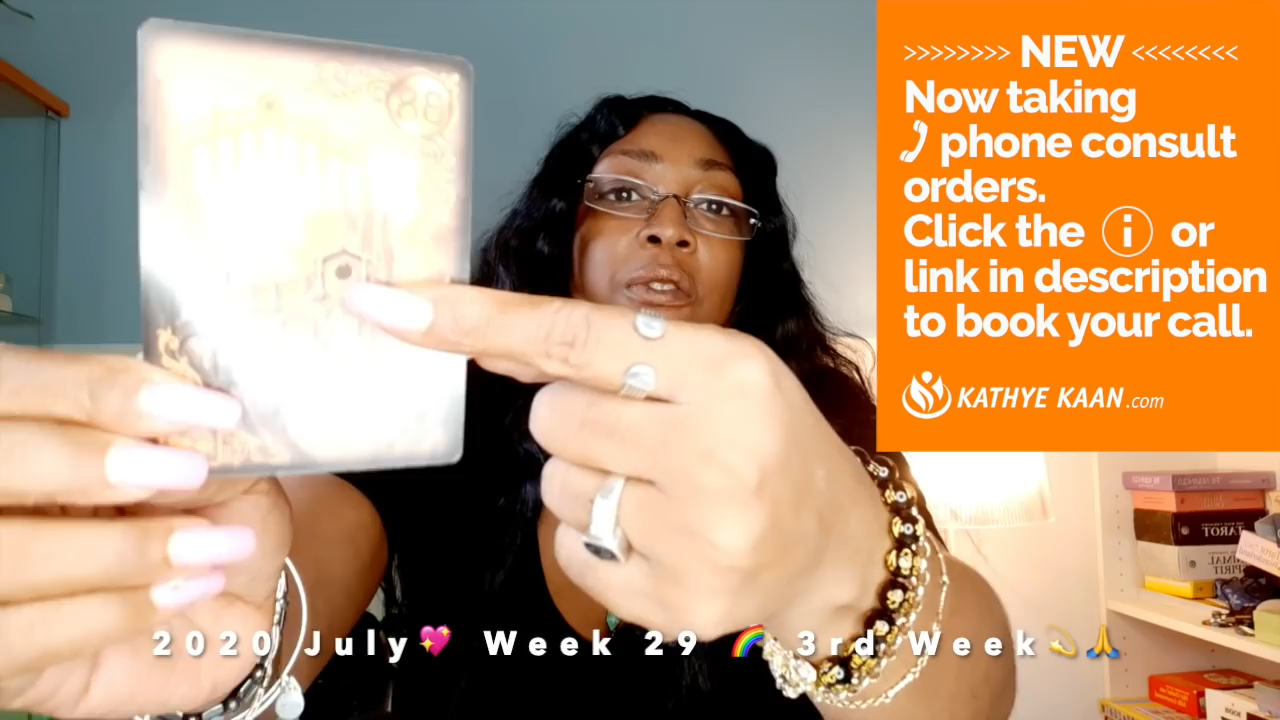 >>>>>>>> NEW <<<<<<<<
Now taking
phone consult
orders.
Click the i or
link in description
to book your call.
KATHYE KAAN.com
2020 July💖 Week 29 🌈 3rd Week💫🙏
TAROT
SPIRIT